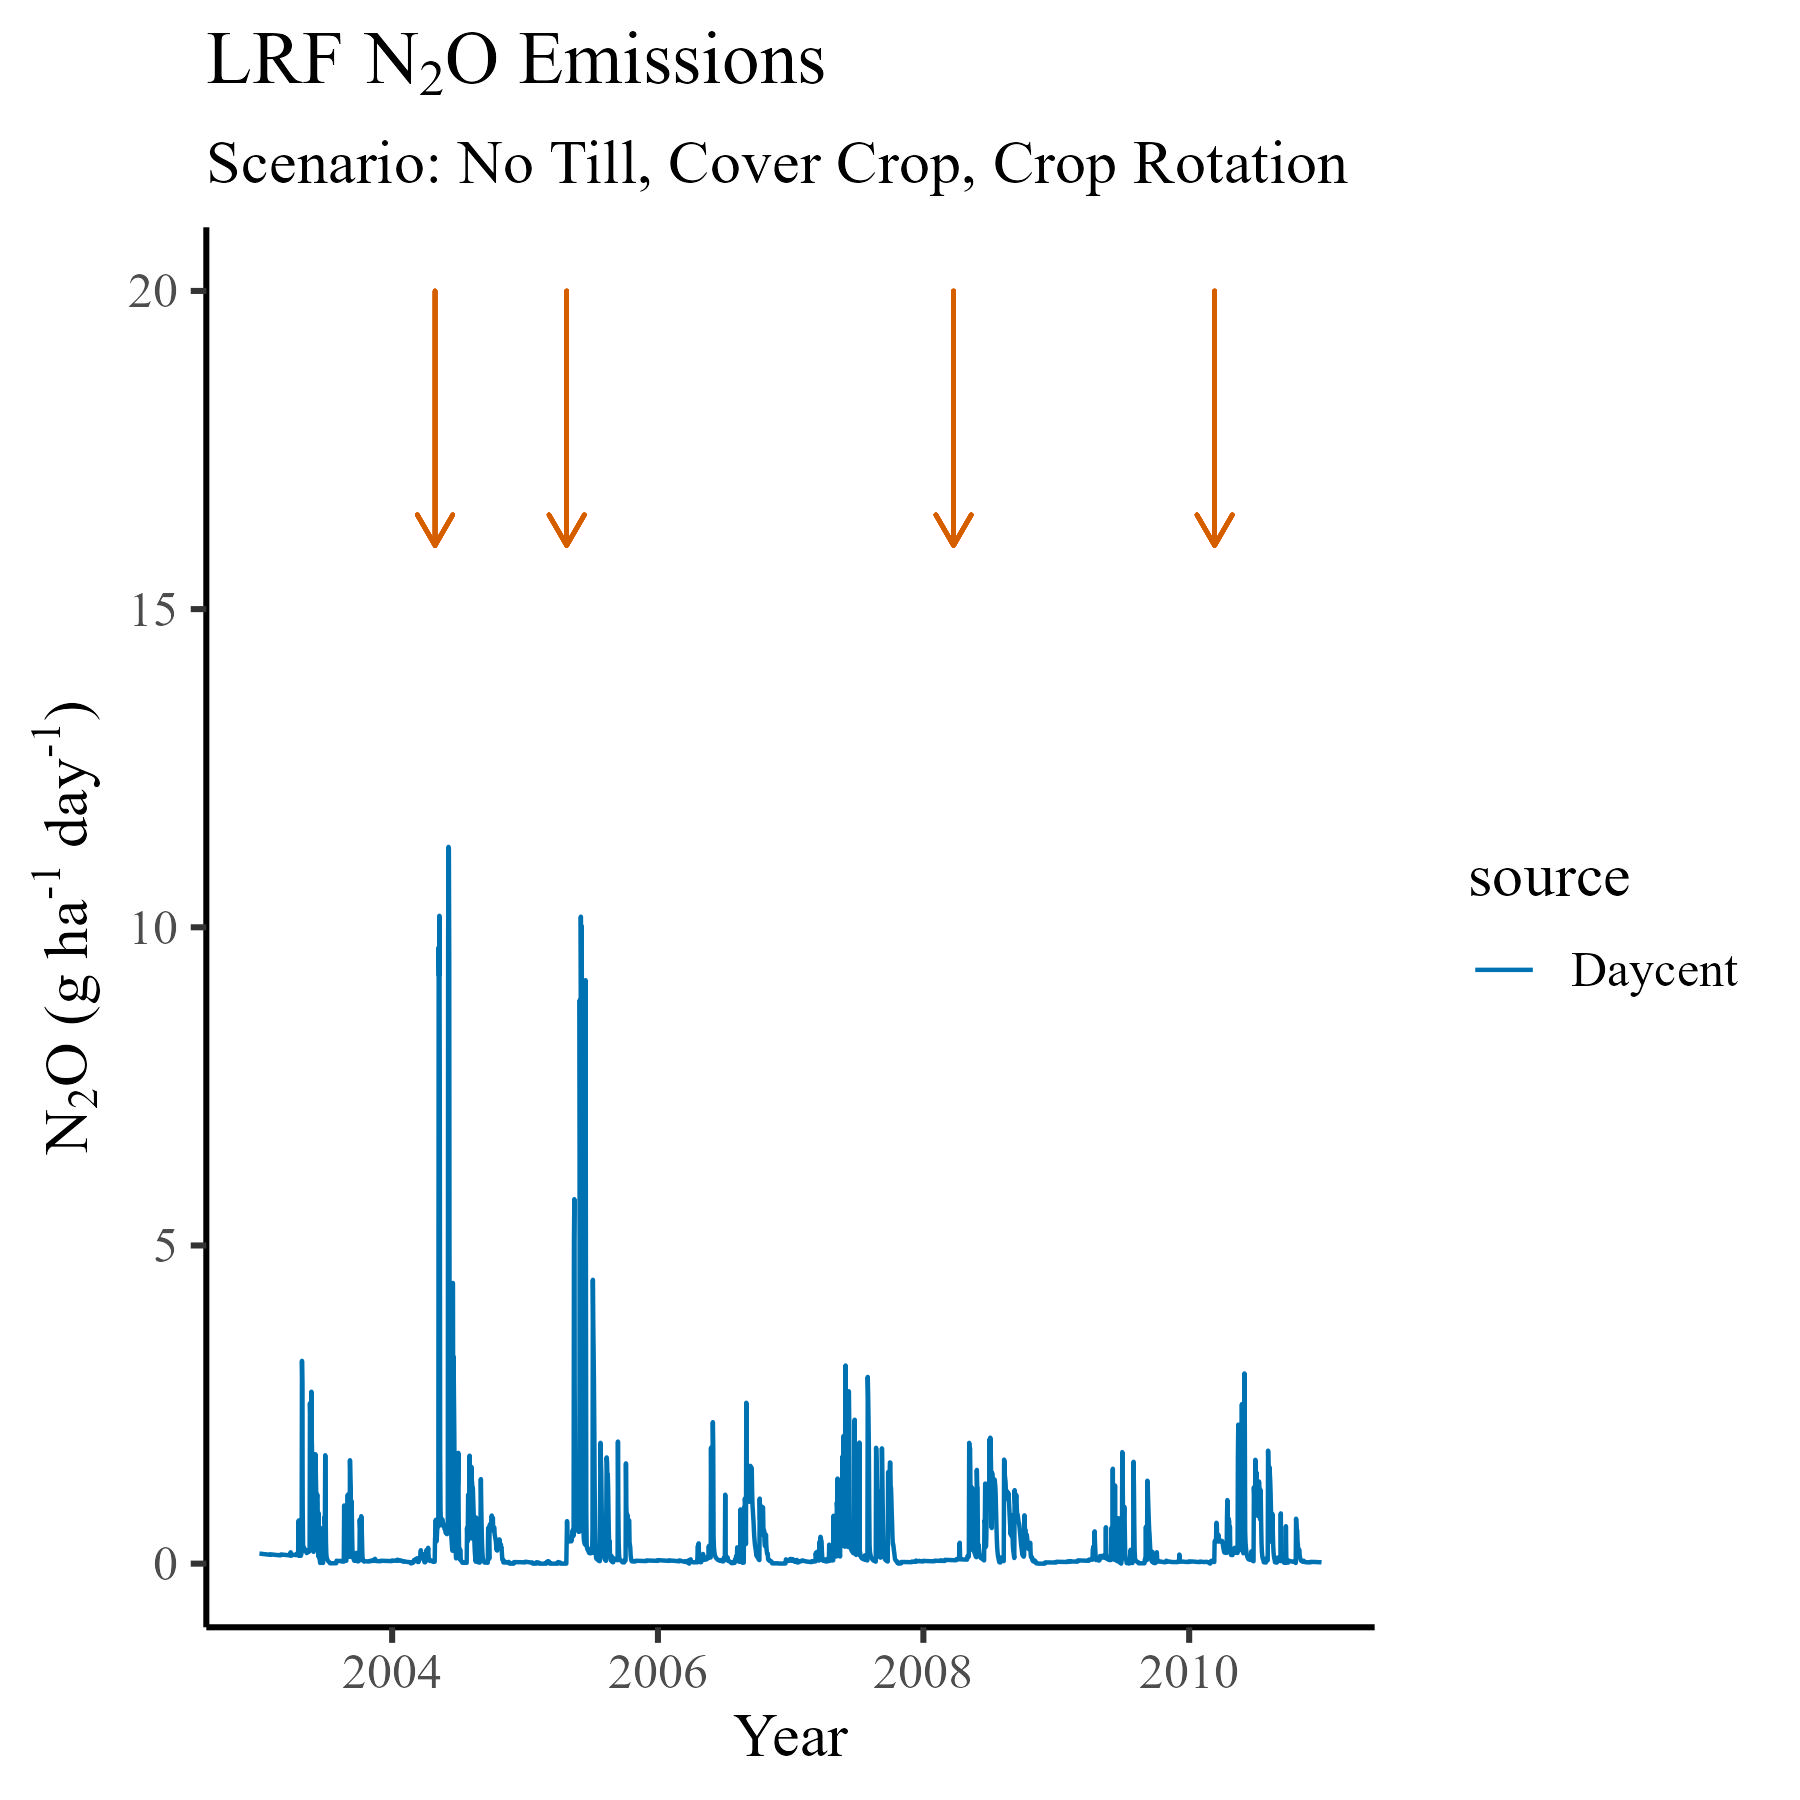 LRF N₂O Emissions
Scenario: No Till, Cover Crop, Crop Rotation
N₂O (g ha⁻¹ day⁻¹)
20
15
10
5
0
2004 2006 2008 2010
Year
source
Daycent